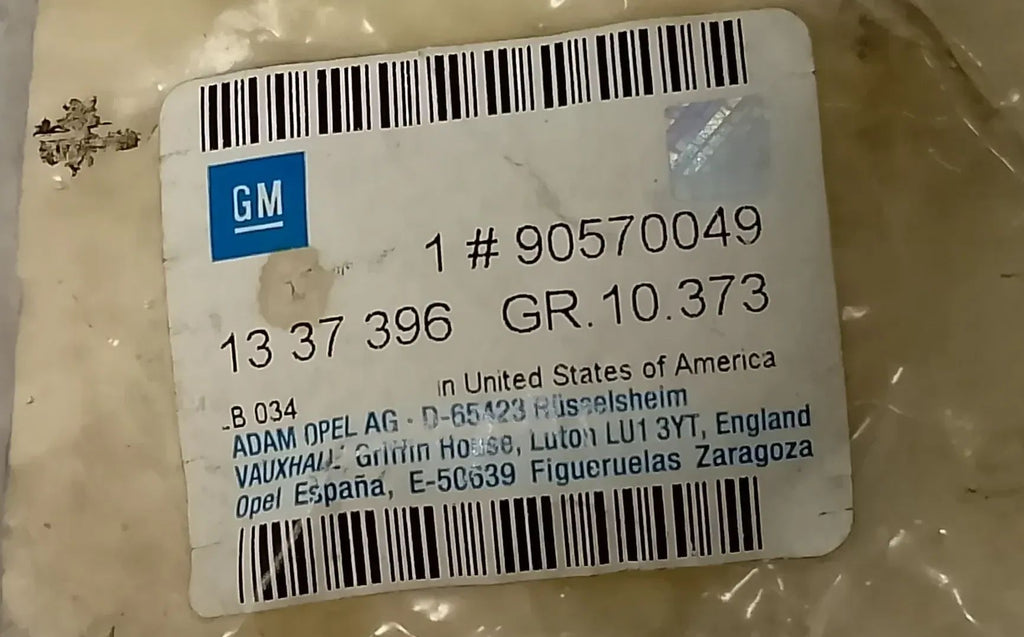 GM
1 # 90570049
13 37 396 GR. 10.373
in United States of America
B 034
ADAM OPEL AG · D-65423 Rüsselsheim
VAUXHALL Griffin House, Luton LU1 3YT, England
Opel España, E-50639 Figueruelas Zaragoza